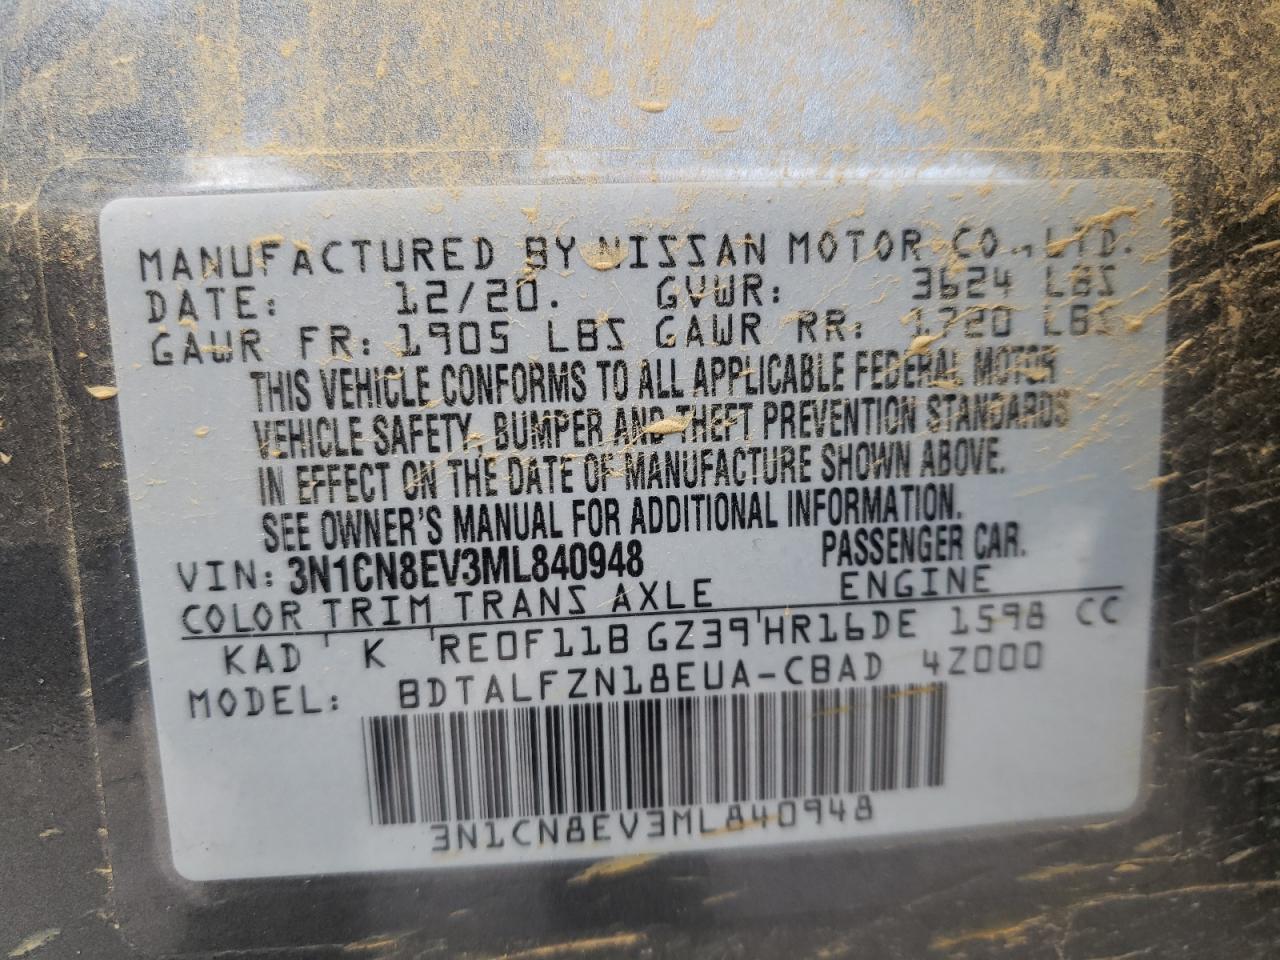 MANUFACTURED BY NISSAN MOTOR CO., LTD.
DATE: 12/20. GVWR: 3624 LBS
GAWR FR: 1905 LBS GAWR RR: 1720 LBS
THIS VEHICLE CONFORMS TO ALL APPLICABLE FEDERAL MOTOR
VEHICLE SAFETY, BUMPER AND THEFT PREVENTION STANDARDS
IN EFFECT ON THE DATE OF MANUFACTURE SHOWN ABOVE.
SEE OWNER'S MANUAL FOR ADDITIONAL INFORMATION.
VIN: 3N1CN8EV3ML840948 PASSENGER CAR.
COLOR TRIM TRANS AXLE ENGINE
KAD K RE0F11B GZ39 HR16DE 1598 CC
MODEL: BDTALFZN18EUA-CBAD 4Z000
3N1CN8EV3ML840948